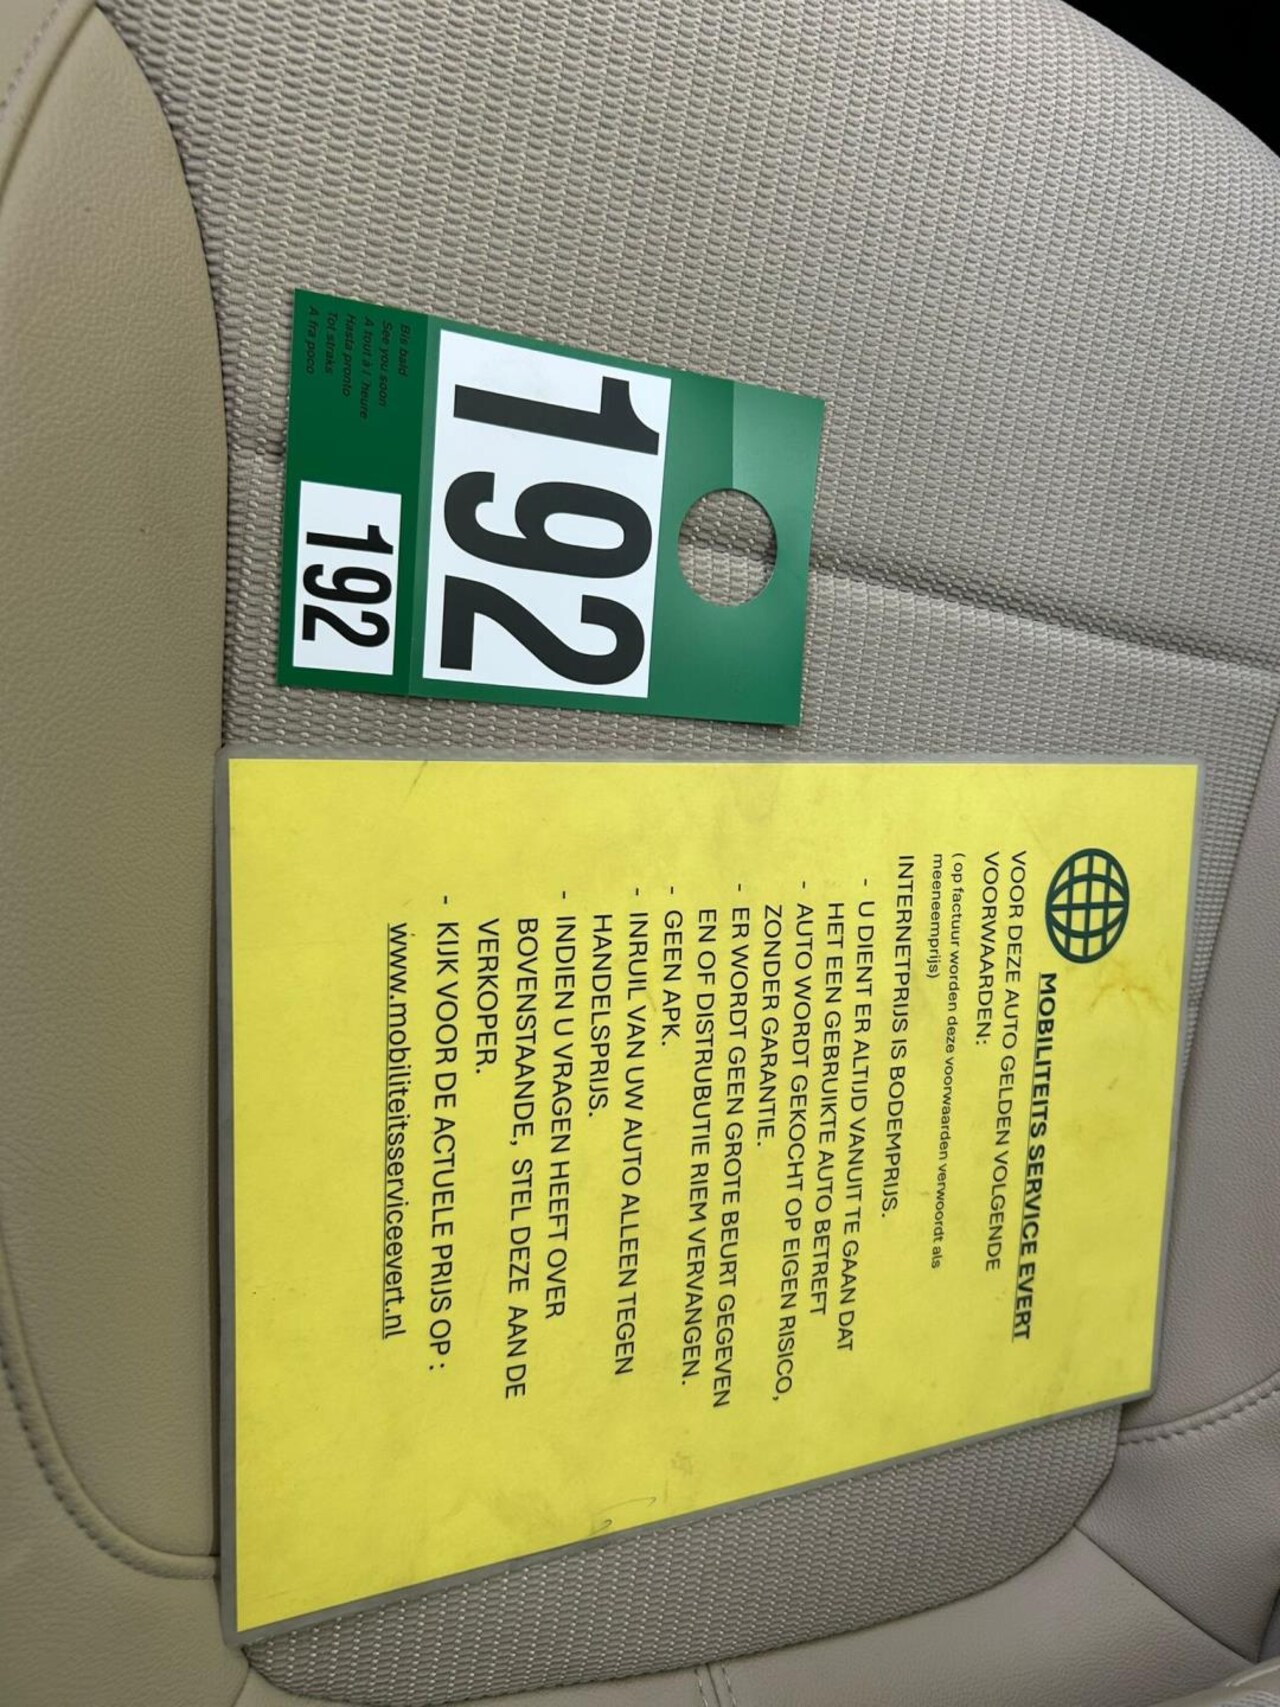 192
Bis bald
See you soon
A tout à l'heure
Hasta pronto
Tot straks
A fra poco
192
MOBILITEITS SERVICE EVERT
VOOR DEZE AUTO GELDEN VOLGENDE
VOORWAARDEN:
( op factuur worden deze voorwaarden verwoordt als
meeneemprijs)
INTERNETPRIJS IS BODEMPRIJS.
- U DIENT ER ALTIJD VANUIT TE GAAN DAT
HET EEN GEBRUIKTE AUTO BETREFT
- AUTO WORDT GEKOCHT OP EIGEN RISICO,
ZONDER GARANTIE.
- ER WORDT GEEN GROTE BEURT GEGEVEN
EN OF DISTRUBUTIE RIEM VERVANGEN.
- GEEN APK.
- INRUIL VAN UW AUTO ALLEEN TEGEN
HANDELSPRIJS.
- INDIEN U VRAGEN HEEFT OVER
BOVENSTAANDE, STEL DEZE AAN DE
VERKOPER.
- KIJK VOOR DE ACTUELE PRIJS OP :
www.mobiliteitsserviceevert.nl